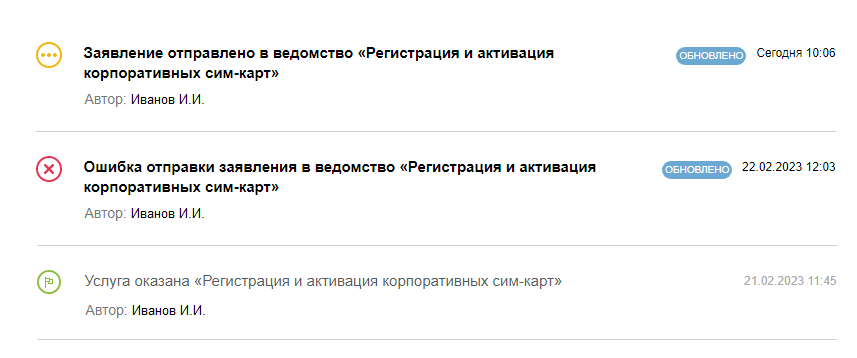 Заявление отправлено в ведомство «Регистрация и активация
корпоративных сим-карт»
ОБНОВЛЕНО Сегодня 10:06
Автор: Иванов И.И.
Ошибка отправки заявления в ведомство «Регистрация и активация
корпоративных сим-карт»
ОБНОВЛЕНО 22.02.2023 12:03
Автор: Иванов И.И.
Услуга оказана «Регистрация и активация корпоративных сим-карт»
21.02.2023 11:45
Автор: Иванов И.И.